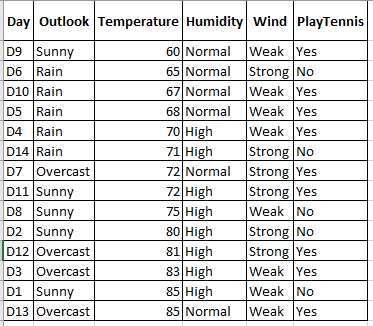 Day Outlook Temperature Humidity Wind PlayTennis
D9 Sunny 60 Normal Weak Yes
D6 Rain 65 Normal Strong No
D10 Rain 67 Normal Weak Yes
D5 Rain 68 Normal Weak Yes
D4 Rain 70 High Weak Yes
D14 Rain 71 High Strong No
D7 Overcast 72 Normal Strong Yes
D11 Sunny 72 High Strong Yes
D8 Sunny 75 High Weak No
D2 Sunny 80 High Strong No
D12 Overcast 81 High Strong Yes
D3 Overcast 83 High Weak Yes
D1 Sunny 85 High Weak No
D13 Overcast 85 Normal Weak Yes